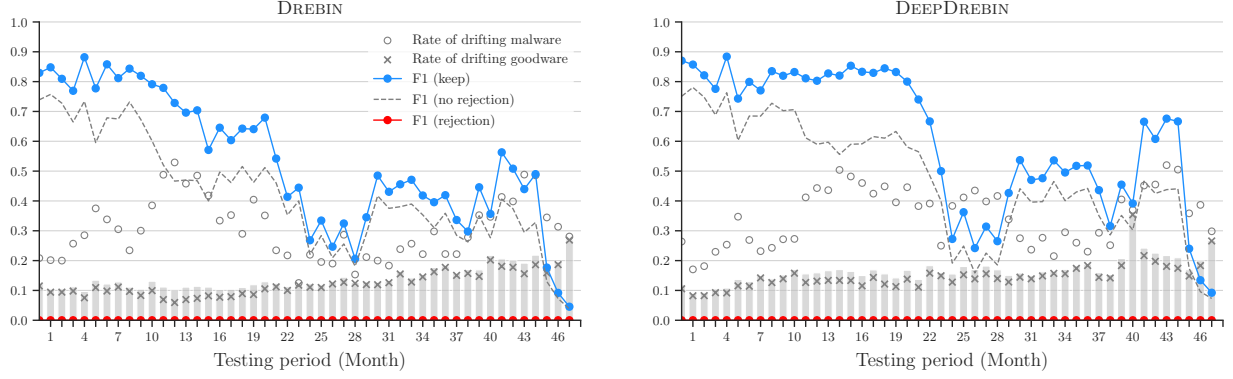 DREBIN
1.0
0.9
0.8
0.7
0.6
0.5
0.4
0.3
0.2
0.1
0.0
Rate of drifting malware
Rate of drifting goodware
F1 (keep)
F1 (no rejection)
F1 (rejection)
1 4 7 10 13 16 19 22 25 28 31 34 37 40 43 46
Testing period (Month)
DEEPDREBIN
1.0
0.9
0.8
0.7
0.6
0.5
0.4
0.3
0.2
0.1
0.0
1 4 7 10 13 16 19 22 25 28 31 34 37 40 43 46
Testing period (Month)